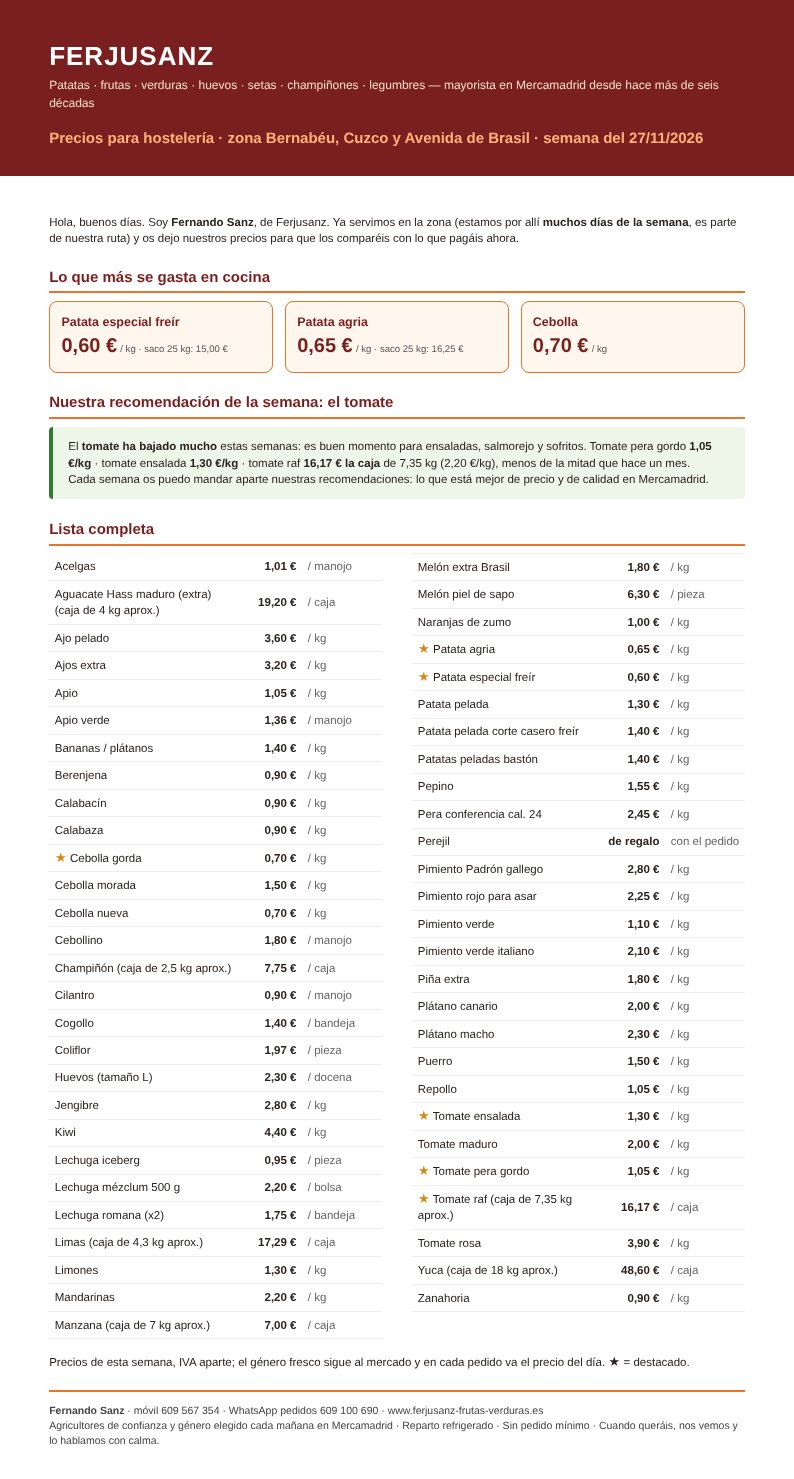 FERJUSANZ
Patatas · frutas · verduras · huevos · setas · champiñones · legumbres — mayorista en Mercamadrid desde hace más de seis
décadas
Precios para hostelería · zona Bernabéu, Cuzco y Avenida de Brasil · semana del 27/11/2026
Hola, buenos días. Soy Fernando Sanz, de Ferjusanz. Ya servimos en la zona (estamos por allí muchos días de la semana, es parte
de nuestra ruta) y os dejo nuestros precios para que los comparéis con lo que pagáis ahora.
Lo que más se gasta en cocina
Patata especial freír
0,60 € / kg · saco 25 kg: 15,00 €
Patata agria
0,65 € / kg · saco 25 kg: 16,25 €
Cebolla
0,70 € / kg
Nuestra recomendación de la semana: el tomate
El tomate ha bajado mucho estas semanas: es buen momento para ensaladas, salmorejo y sofritos. Tomate pera gordo 1,05
€/kg · tomate ensalada 1,30 €/kg · tomate raf 16,17 € la caja de 7,35 kg (2,20 €/kg), menos de la mitad que hace un mes.
Cada semana os puedo mandar aparte nuestras recomendaciones: lo que está mejor de precio y de calidad en Mercamadrid.
Lista completa
Acelgas 1,01 € / manojo
Aguacate Hass maduro (extra)
(caja de 4 kg aprox.) 19,20 € / caja
Ajo pelado 3,60 € / kg
Ajos extra 3,20 € / kg
Apio 1,05 € / kg
Apio verde 1,36 € / manojo
Bananas / plátanos 1,40 € / kg
Berenjena 0,90 € / kg
Calabacín 0,90 € / kg
Calabaza 0,90 € / kg
★ Cebolla gorda 0,70 € / kg
Cebolla morada 1,50 € / kg
Cebolla nueva 0,70 € / kg
Cebollino 1,80 € / manojo
Champiñón (caja de 2,5 kg aprox.) 7,75 € / caja
Cilantro 0,90 € / manojo
Cogollo 1,40 € / bandeja
Coliflor 1,97 € / pieza
Huevos (tamaño L) 2,30 € / docena
Jengibre 2,80 € / kg
Kiwi 4,40 € / kg
Lechuga iceberg 0,95 € / pieza
Lechuga mézclum 500 g 2,20 € / bolsa
Lechuga romana (x2) 1,75 € / bandeja
Limas (caja de 4,3 kg aprox.) 17,29 € / caja
Limones 1,30 € / kg
Mandarinas 2,20 € / kg
Manzana (caja de 7 kg aprox.) 7,00 € / caja
Melón extra Brasil 1,80 € / kg
Melón piel de sapo 6,30 € / pieza
Naranjas de zumo 1,00 € / kg
★ Patata agria 0,65 € / kg
★ Patata especial freír 0,60 € / kg
Patata pelada 1,30 € / kg
Patata pelada corte casero freír 1,40 € / kg
Patatas peladas bastón 1,40 € / kg
Pepino 1,55 € / kg
Pera conferencia cal. 24 2,45 € / kg
Perejil de regalo con el pedido
Pimiento Padrón gallego 2,80 € / kg
Pimiento rojo para asar 2,25 € / kg
Pimiento verde 1,10 € / kg
Pimiento verde italiano 2,10 € / kg
Piña extra 1,80 € / kg
Plátano canario 2,00 € / kg
Plátano macho 2,30 € / kg
Puerro 1,50 € / kg
Repollo 1,05 € / kg
★ Tomate ensalada 1,30 € / kg
Tomate maduro 2,00 € / kg
★ Tomate pera gordo 1,05 € / kg
★ Tomate raf (caja de 7,35 kg
aprox.) 16,17 € / caja
Tomate rosa 3,90 € / kg
Yuca (caja de 18 kg aprox.) 48,60 € / caja
Zanahoria 0,90 € / kg
Precios de esta semana, IVA aparte; el género fresco sigue al mercado y en cada pedido va el precio del día. ★ = destacado.
Fernando Sanz · móvil 609 567 354 · WhatsApp pedidos 609 100 690 · www.ferjusanz-frutas-verduras.es
Agricultores de confianza y género elegido cada mañana en Mercamadrid · Reparto refrigerado · Sin pedido mínimo · Cuando queráis, nos vemos y
lo hablamos con calma.